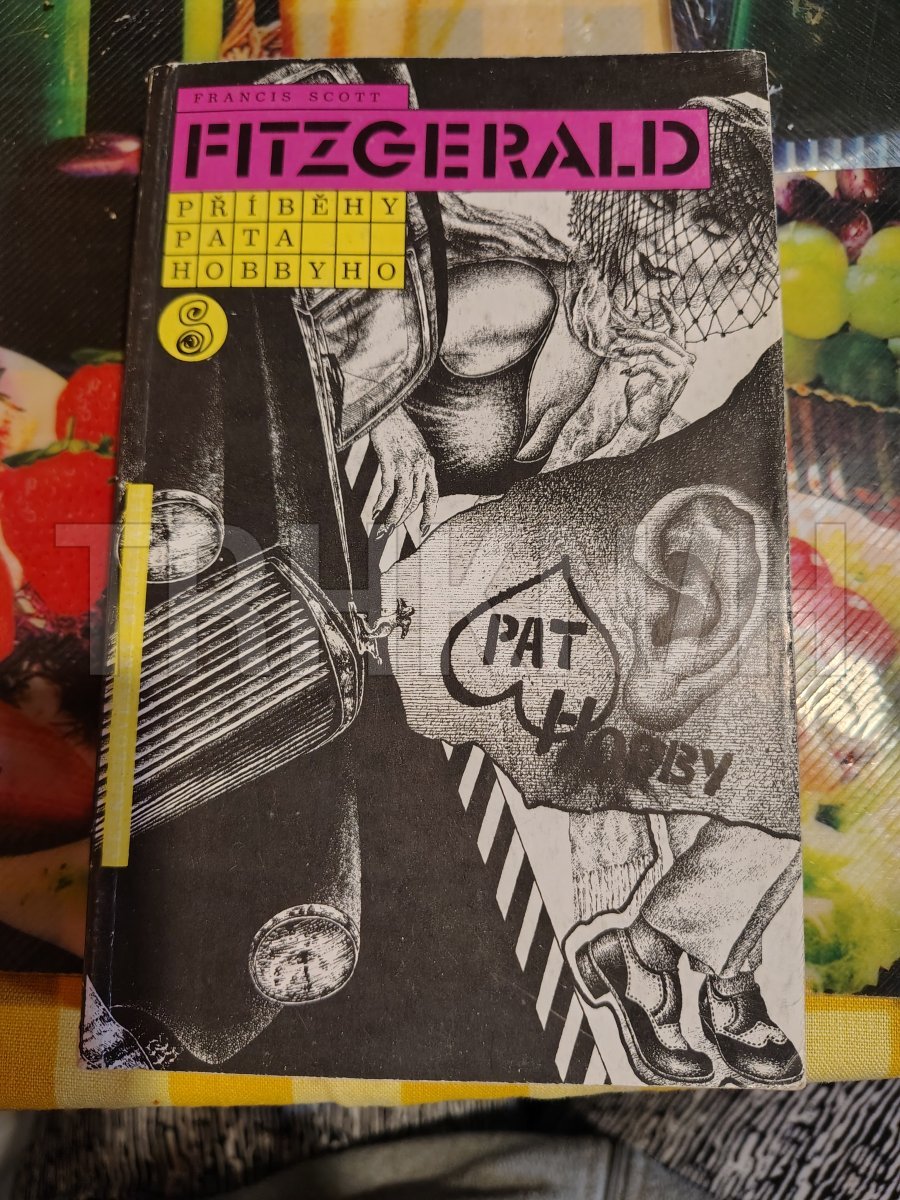 FRANCIS SCOTT
FITZGERALD
PŘÍBĚHY
PATA
HOBBYHO
PAT
HOBBY